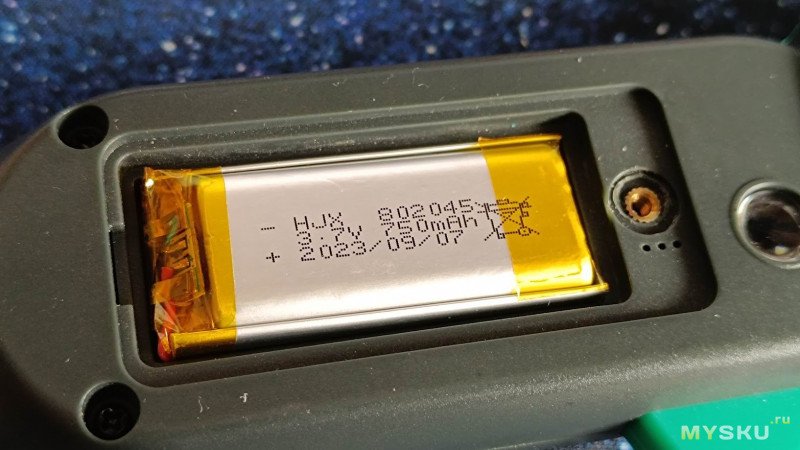 - HJX 802045
3.7V 750mAh
+ 2023/09/07
MYSKU.ru